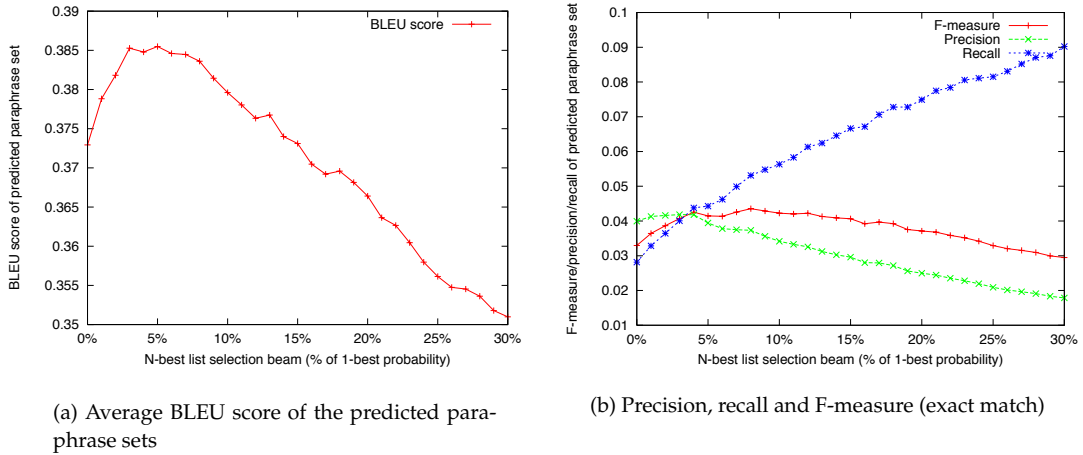 BLEU score of predicted paraphrase set
0.39
0.385
0.38
0.375
0.37
0.365
0.36
0.355
0.35
BLEU score
0% 5% 10% 15% 20% 25% 30%
N-best list selection beam (% of 1-best probability)
(a) Average BLEU score of the predicted para-
phrase sets
F-measure/precision/recall of predicted paraphrase set
0.1
0.09
0.08
0.07
0.06
0.05
0.04
0.03
0.02
0.01
F-measure
Precision
Recall
0% 5% 10% 15% 20% 25% 30%
N-best list selection beam (% of 1-best probability)
(b) Precision, recall and F-measure (exact match)